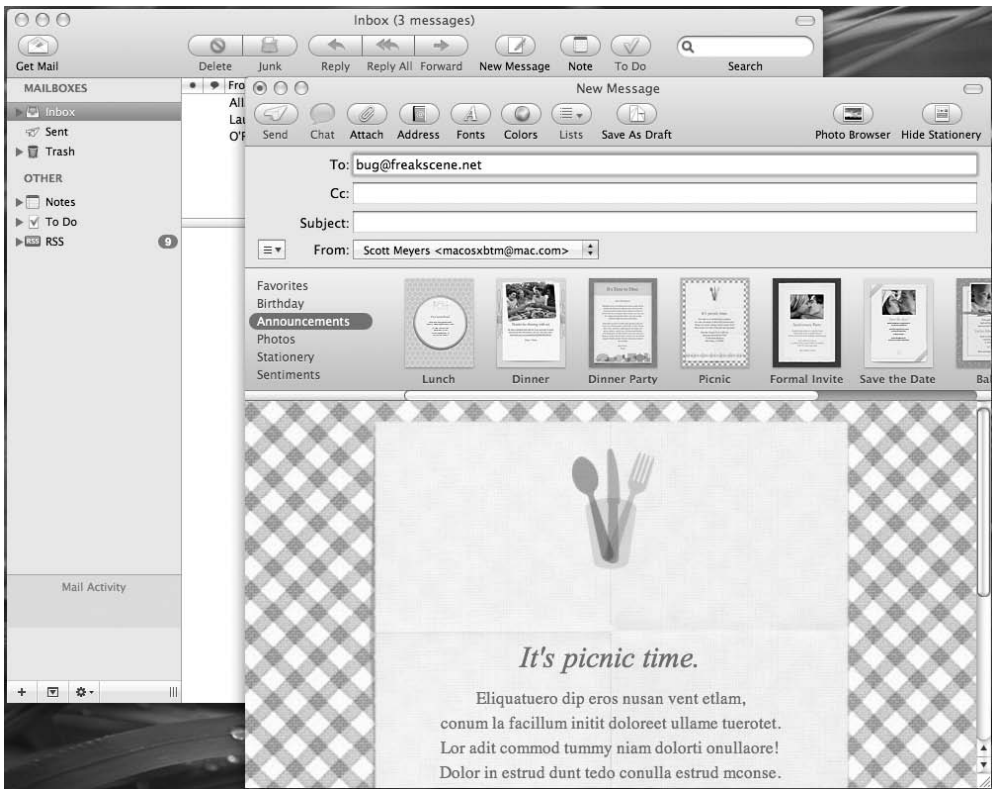 Inbox (3 messages)
Get Mail
Delete
Junk
Reply
Reply All
Forward
New Message
Note
To Do
Search
MAILBOXES
Inbox
Sent
Trash
OTHER
Notes
To Do
RSS RSS 9
Mail Activity
Fro
All
Lau
O'F
New Message
Send
Chat
Attach
Address
Fonts
Colors
Lists
Save As Draft
Photo Browser
Hide Stationery
To: bug@freakscene.net
Cc:
Subject:
From: Scott Meyers <macosxbtm@mac.com>
Favorites
Birthday
Announcements
Photos
Stationery
Sentiments
Lunch
Dinner
Dinner Party
Picnic
Formal Invite
Save the Date
Bal
It's picnic time.
Eliquatuero dip eros nusan vent etlam,
conum la facillum initit doloreet ullame tuerotet.
Lor adit commod tummy niam dolorti onullaore!
Dolor in estrud dunt tedo conulla estrud mconse.